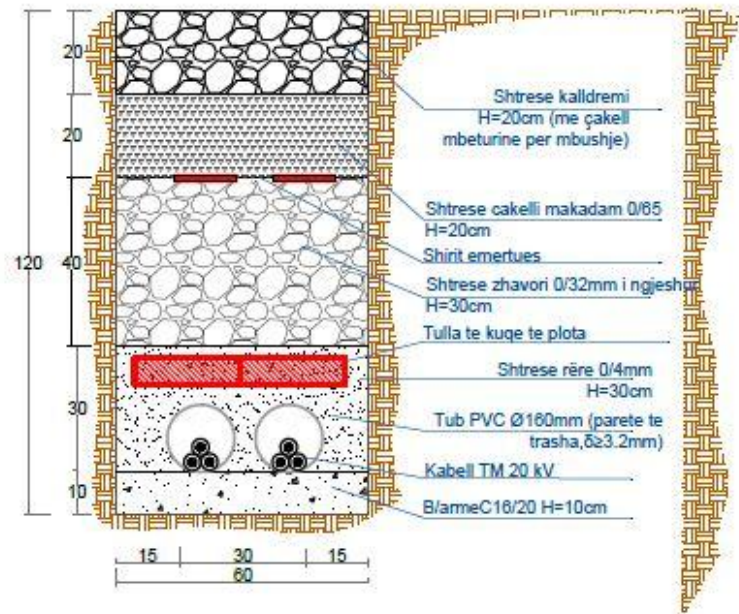 20
Shtrese kalldremi
H=20cm (me çakell
mbeturine per mbushje)
20
Shtrese cakelli makadam 0/65
H=20cm
Shirit emertues
120
40
Shtrese zhavori 0/32mm i ngjeshur
H=30cm
Tulla te kuqe te plota
Shtrese rëre 0/4mm
H=30cm
30
Tub PVC Ø160mm (parete te
trasha,δ≥3.2mm)
Kabell TM 20 kV
10
B/armeC16/20 H=10cm
15 30 15
60